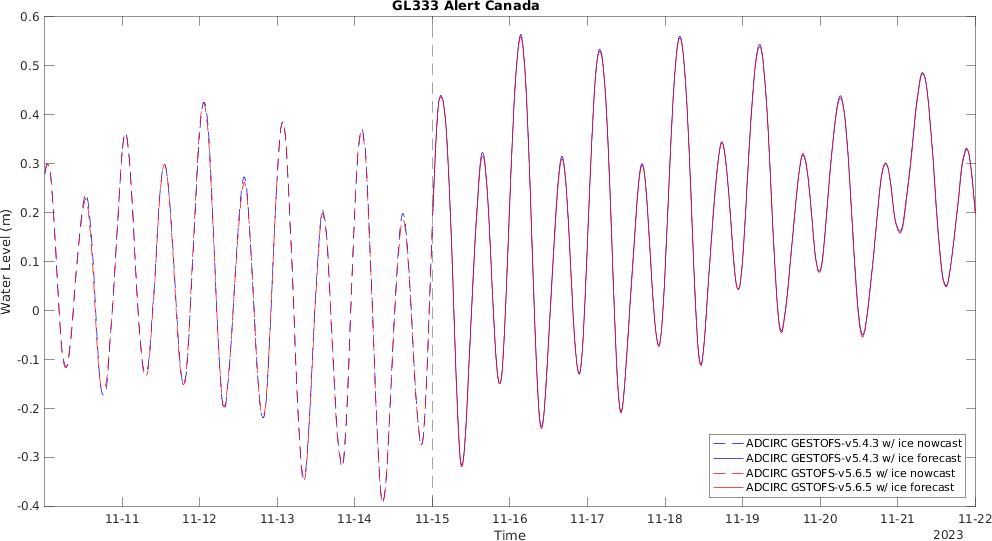 GL333 Alert Canada
0.6
0.5
0.4
0.3
0.2
0.1
0
-0.1
-0.2
-0.3
-0.4
Water Level (m)
ADCIRC GESTOFS-v5.4.3 w/ ice nowcast
ADCIRC GESTOFS-v5.4.3 w/ ice forecast
ADCIRC GSTOFS-v5.6.5 w/ ice nowcast
ADCIRC GSTOFS-v5.6.5 w/ ice forecast
11-11 11-12 11-13 11-14 11-15 11-16 11-17 11-18 11-19 11-20 11-21 11-22
Time
2023